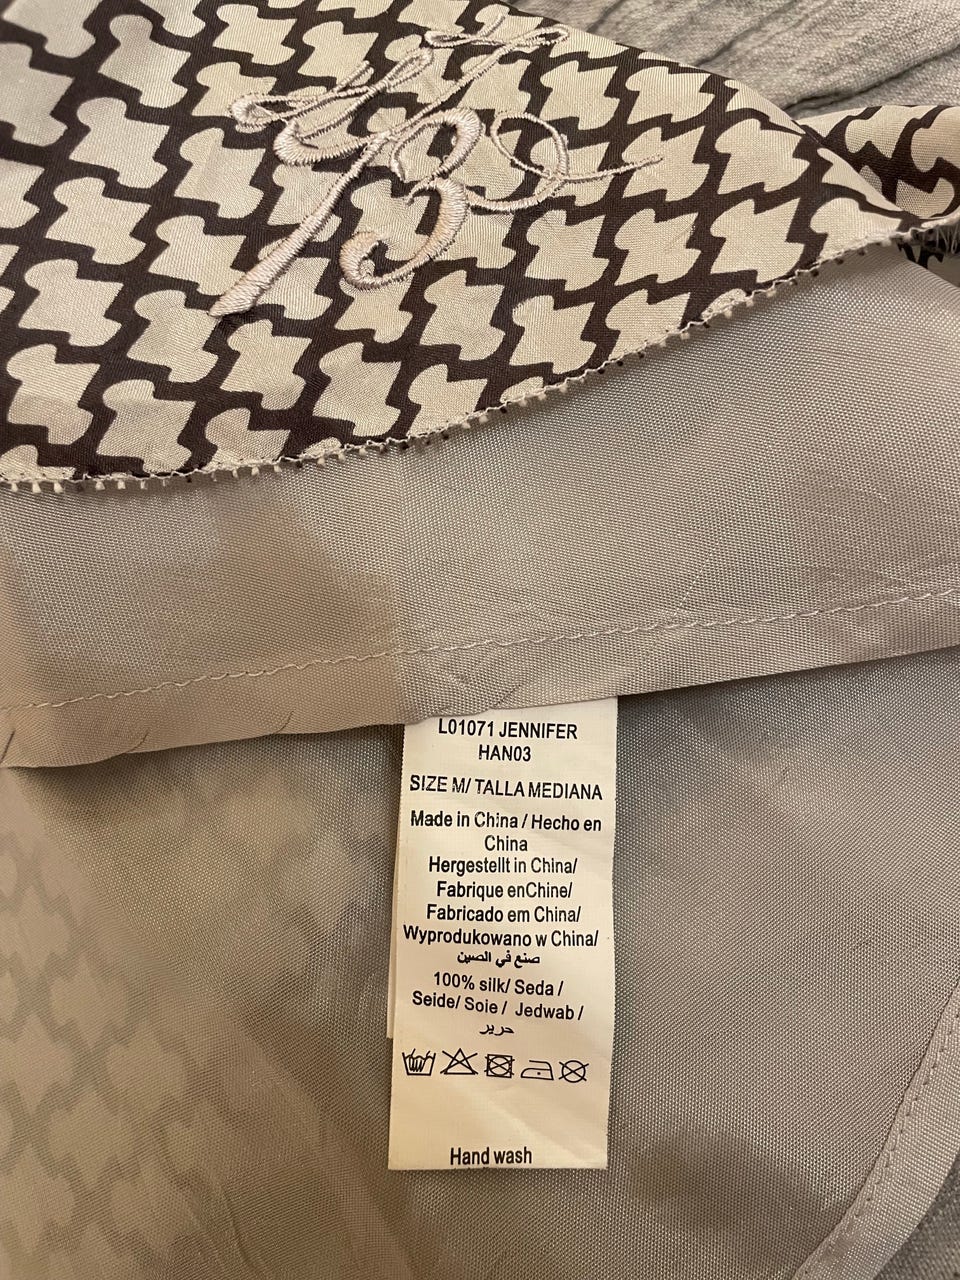 L01071 JENNIFER
HAN03
SIZE M/ TALLA MEDIANA
Made in China / Hecho en
China
Hergestellt in China/
Fabrique enChine/
Fabricado em China/
Wyprodukowano w China/
صنع في الصين
100% silk/ Seda /
Seide/ Soie / Jedwab /
حرير
Hand wash